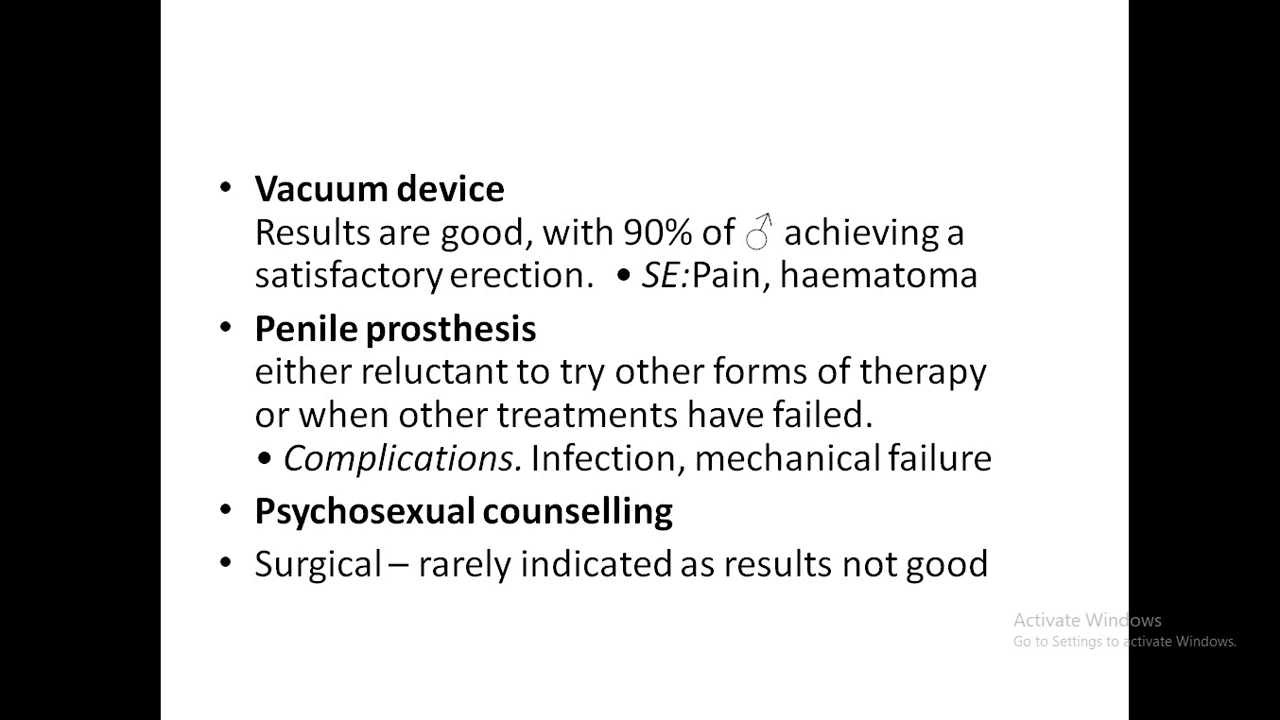 • Vacuum device
Results are good, with 90% of ♂ achieving a
satisfactory erection. • SE:Pain, haematoma
• Penile prosthesis
either reluctant to try other forms of therapy
or when other treatments have failed.
• Complications. Infection, mechanical failure
• Psychosexual counselling
• Surgical – rarely indicated as results not good
Activate Windows
Go to Settings to activate Windows.